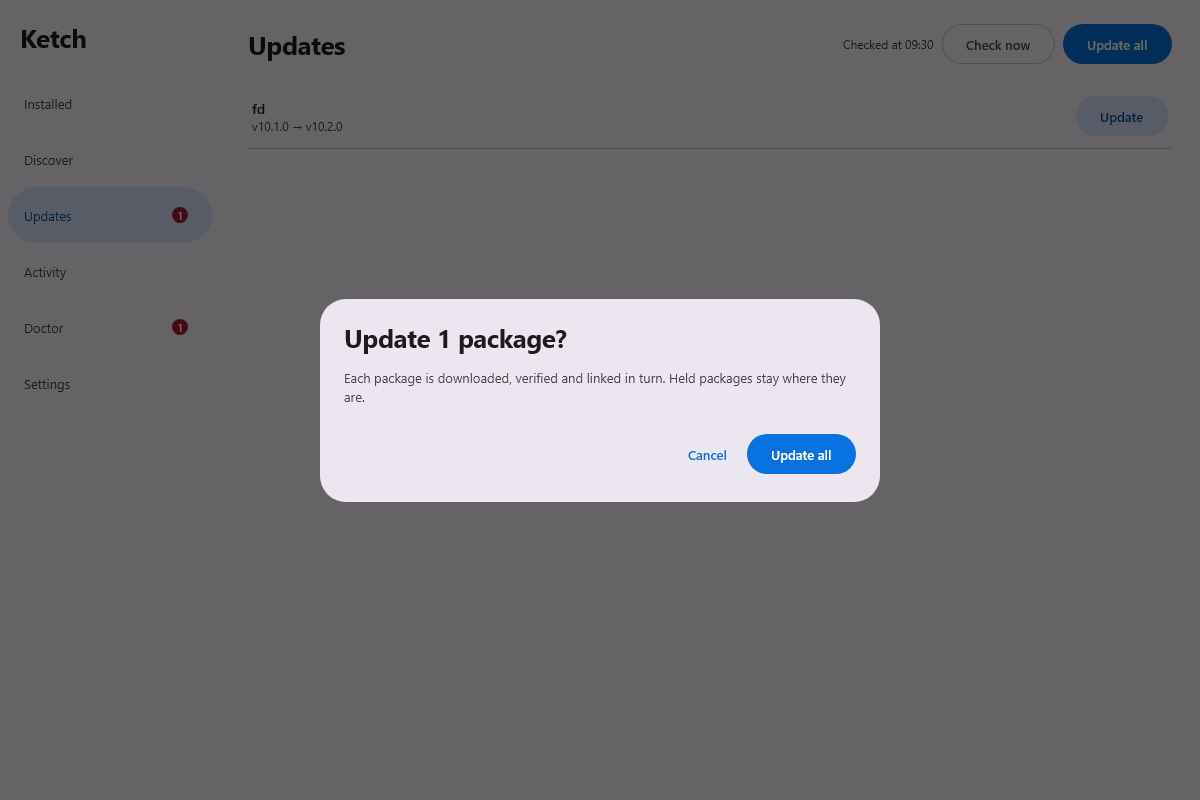 Ketch
Installed
Discover
Updates 1
Activity
Doctor 1
Settings
Updates
Checked at 09:30
Check now
Update all
fd
v10.1.0 → v10.2.0
Update
Update 1 package?
Each package is downloaded, verified and linked in turn. Held packages stay where they
are.
Cancel
Update all